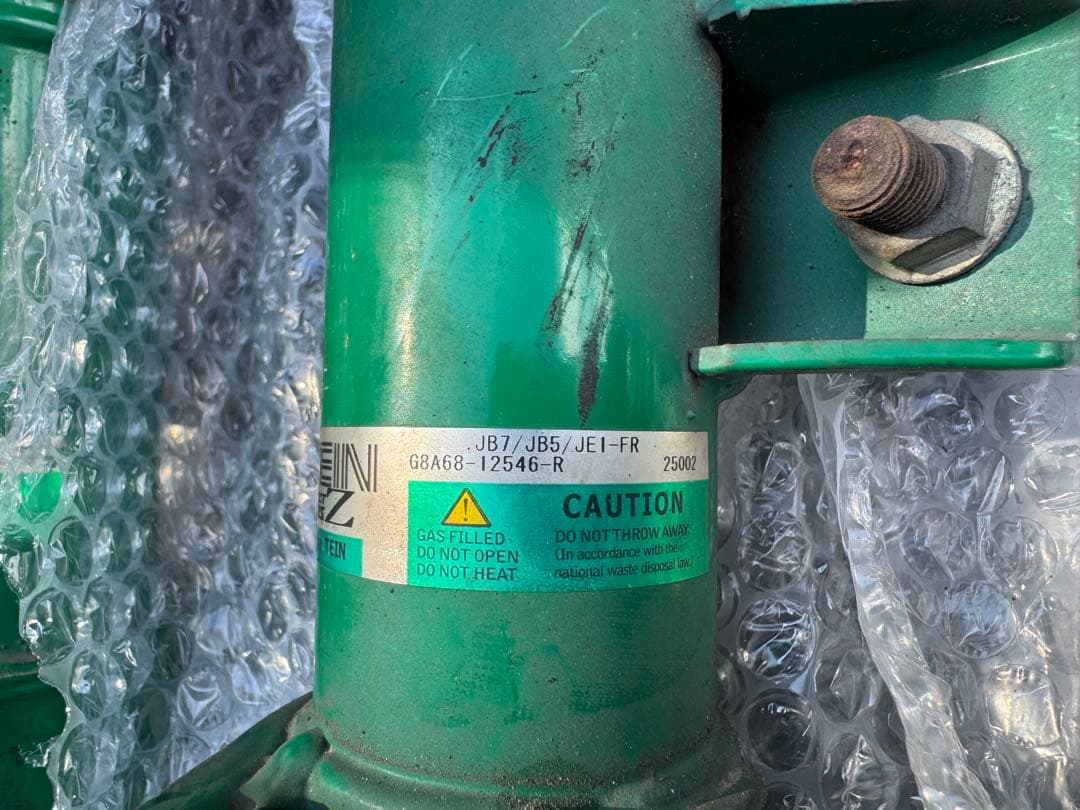 JB7/JB5/JE1-FR
G8A68-12546-R 25002
EIN
Z
TEIN
GAS FILLED
DO NOT OPEN
DO NOT HEAT
CAUTION
DO NOT THROW AWAY.
(In accordance with the
national waste disposal law.)